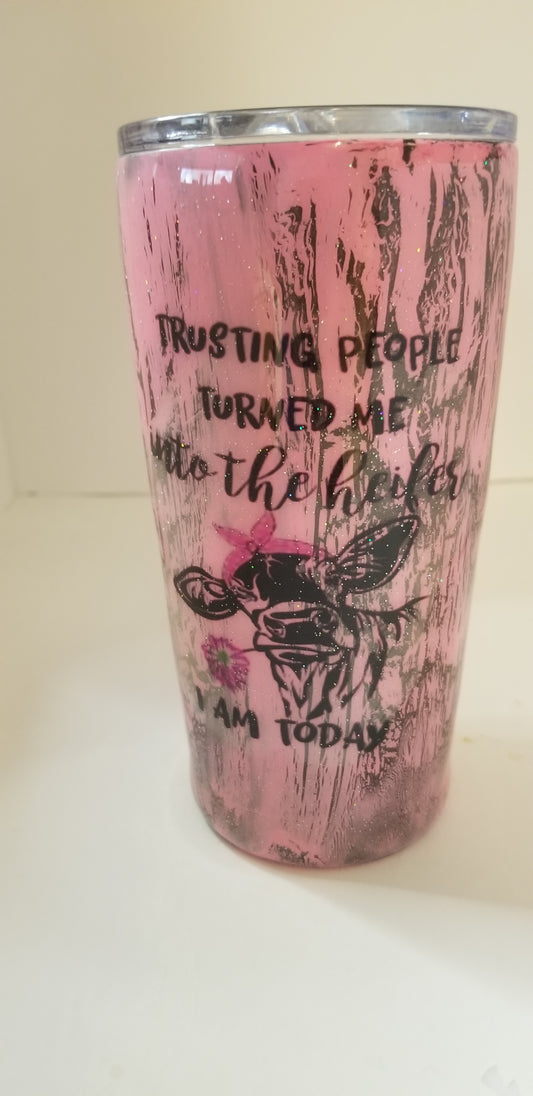 TRUSTING PEOPLE
TURNED ME
into the heifer
I AM TODAY